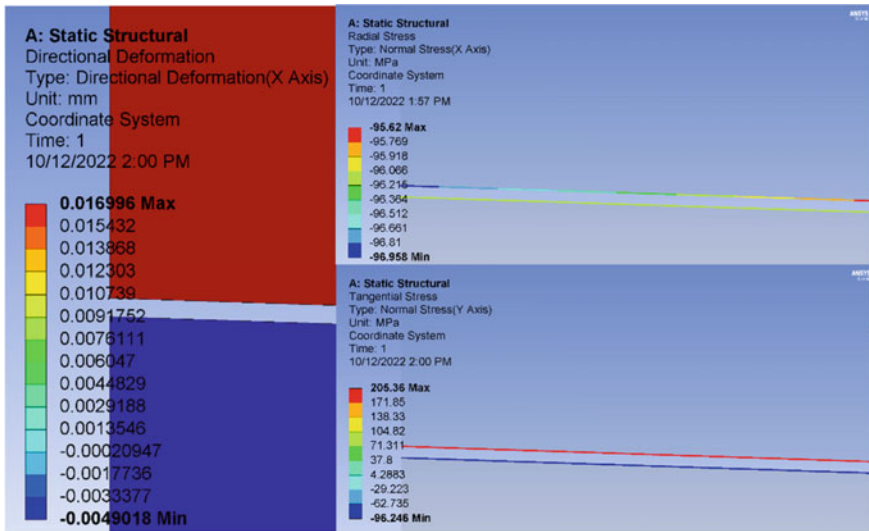 A: Static Structural
Directional Deformation
Type: Directional Deformation(X Axis)
Unit: mm
Coordinate System
Time: 1
10/12/2022 2:00 PM
0.016996 Max
0.015432
0.013868
0.012303
0.010739
0.0091752
0.0076111
0.006047
0.0044829
0.0029188
0.0013546
-0.00020947
-0.0017736
-0.0033377
-0.0049018 Min
A: Static Structural
Radial Stress
Type: Normal Stress(X Axis)
Unit: MPa
Coordinate System
Time: 1
10/12/2022 1:57 PM
-95.62 Max
-95.769
-95.918
-96.066
-96.215
-96.364
-96.512
-96.661
-96.81
-96.958 Min
ANSYS
A: Static Structural
Tangential Stress
Type: Normal Stress(Y Axis)
Unit: MPa
Coordinate System
Time: 1
10/12/2022 2:00 PM
205.36 Max
171.85
138.33
104.82
71.311
37.8
4.2883
-29.223
-62.735
-96.246 Min